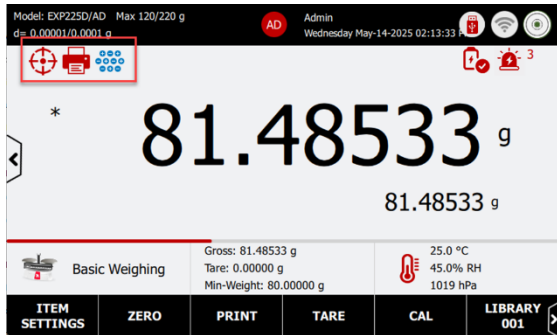 Model: EXP225D/AD Max 120/220 g
d= 0.00001/0.0001 g
AD
Admin
Wednesday May-14-2025 02:13:33
3
*
81.48533 g
81.48533 g
Basic Weighing
Gross: 81.48533 g
Tare: 0.00000 g
Min-Weight: 80.00000 g
25.0 °C
45.0% RH
1019 hPa
ITEM
SETTINGS
ZERO
PRINT
TARE
CAL
LIBRARY
001